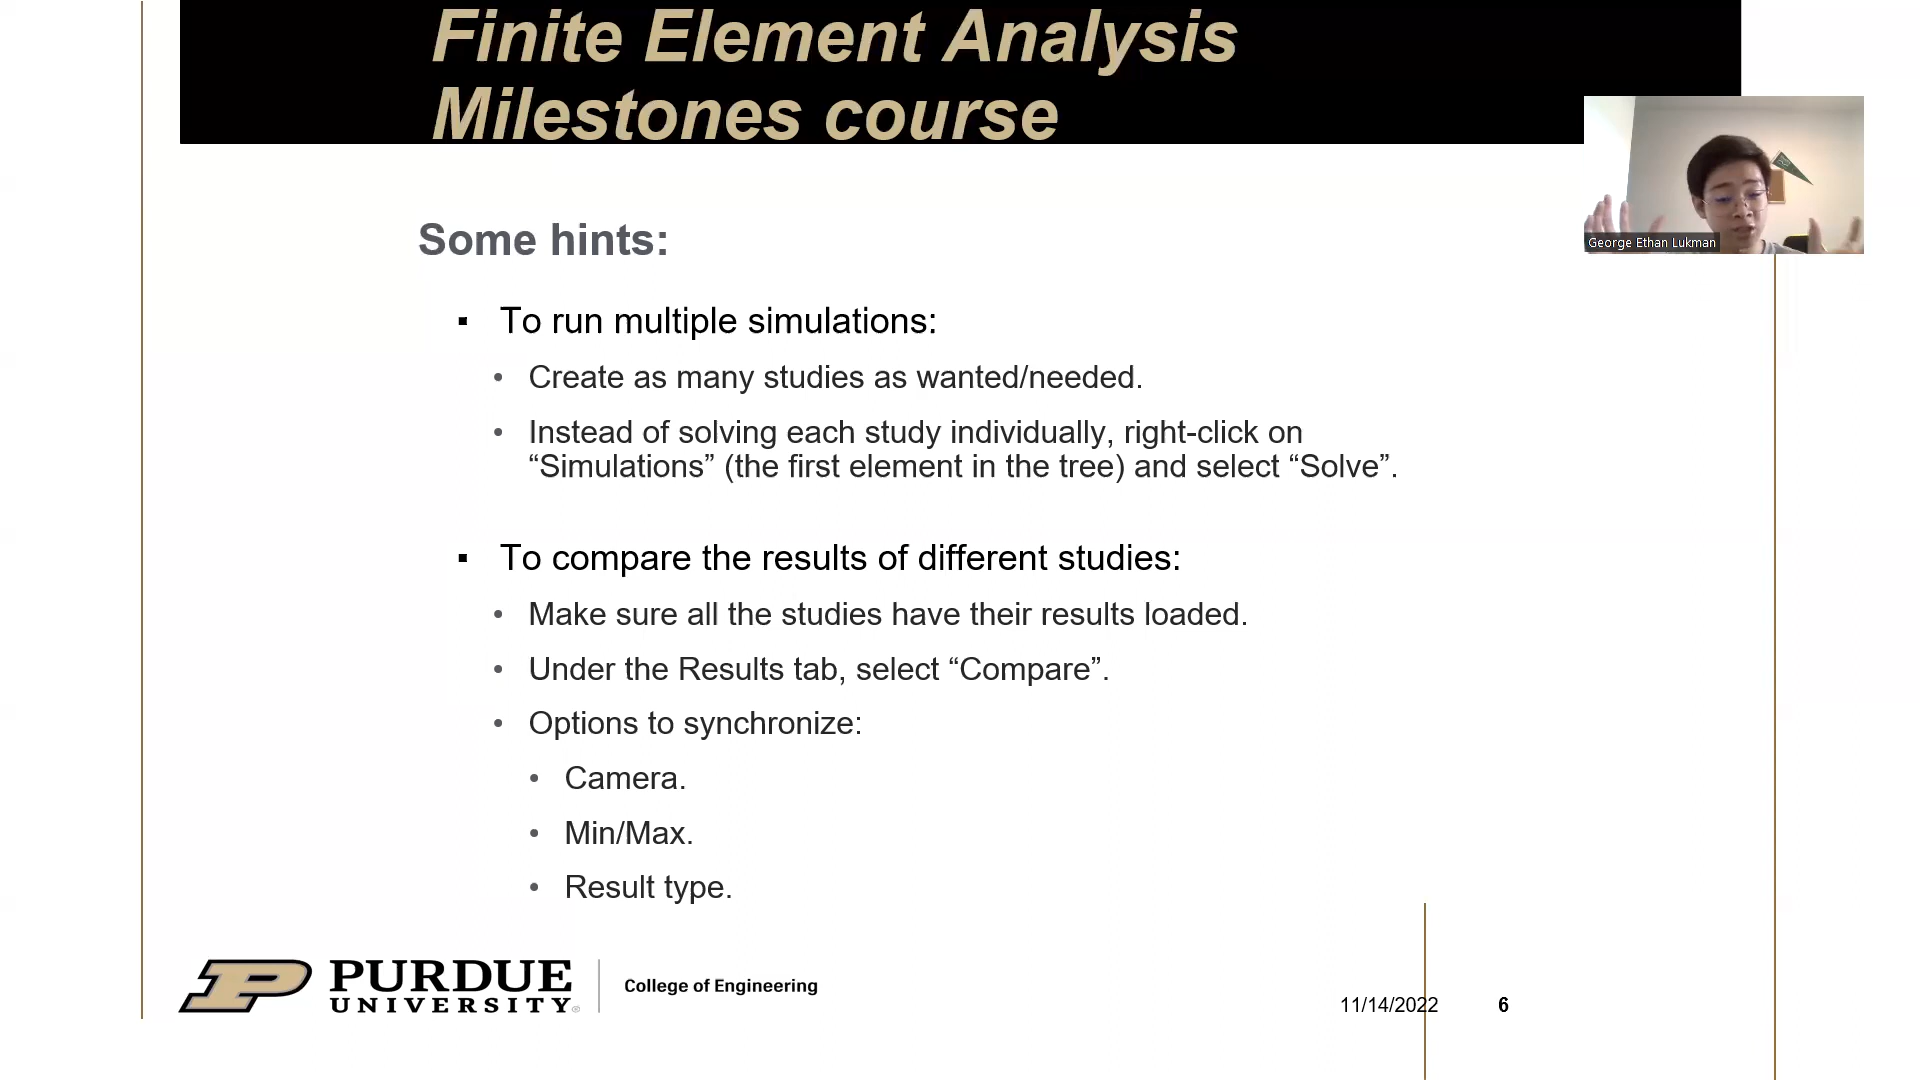 Finite Element Analysis
Milestones course
George Ethan Lukman
Some hints:
▪ To run multiple simulations:
• Create as many studies as wanted/needed.
• Instead of solving each study individually, right-click on
“Simulations” (the first element in the tree) and select “Solve”.
▪ To compare the results of different studies:
• Make sure all the studies have their results loaded.
• Under the Results tab, select “Compare”.
• Options to synchronize:
• Camera.
• Min/Max.
• Result type.
PURDUE
UNIVERSITY®
College of Engineering
11/14/2022
6